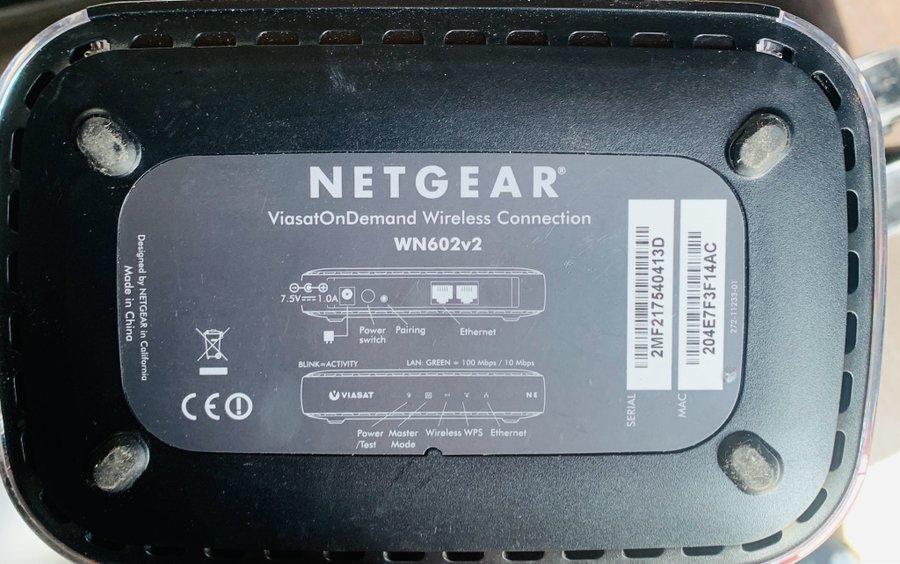 NETGEAR®
ViasatOnDemand Wireless Connection
WN602v2
7.5V 1.0A
Power switch
Pairing
Ethernet
BLINK=ACTIVITY
LAN: GREEN = 100 Mbps / 10 Mbps
VIASAT
N E
Power /Test
Master Mode
Wireless
WPS
Ethernet
Designed by NETGEAR in California
Made in China
CE
SERIAL
2MF217540413D
MAC
204E7F3F14AC
272-11233-01